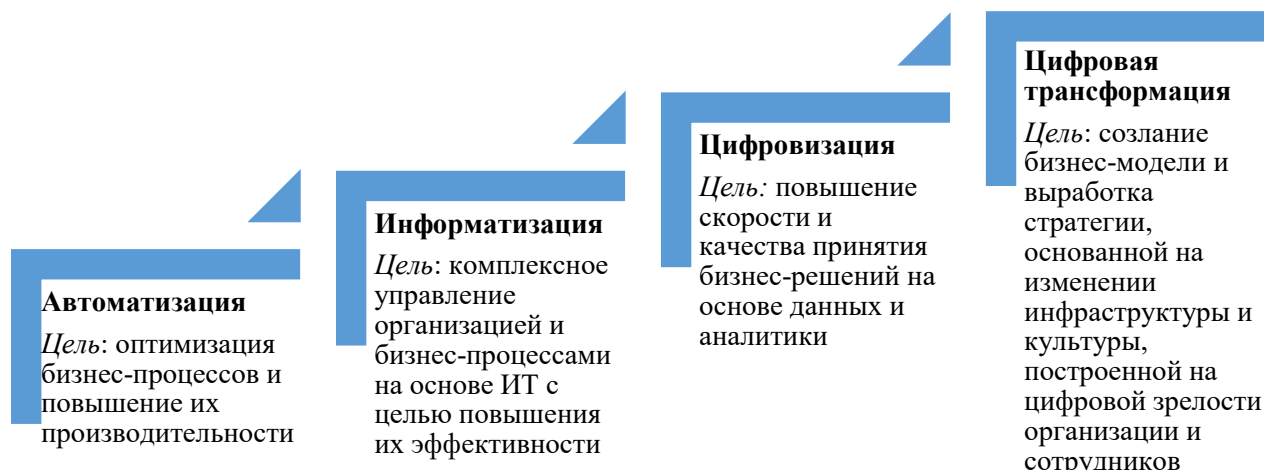 Автоматизация
Цель: оптимизация
бизнес-процессов и
повышение их
производительности
Информатизация
Цель: комплексное
управление
организацией и
бизнес-процессами
на основе ИТ с
целью повышения
их эффективности
Цифровизация
Цель: повышение
скорости и
качества принятия
бизнес-решений на
основе данных и
аналитики
Цифровая
трансформация
Цель: созлание
бизнес-модели и
выработка
стратегии,
основанной на
изменении
инфраструктуры и
культуры,
построенной на
цифровой зрелости
организации и
сотрудников